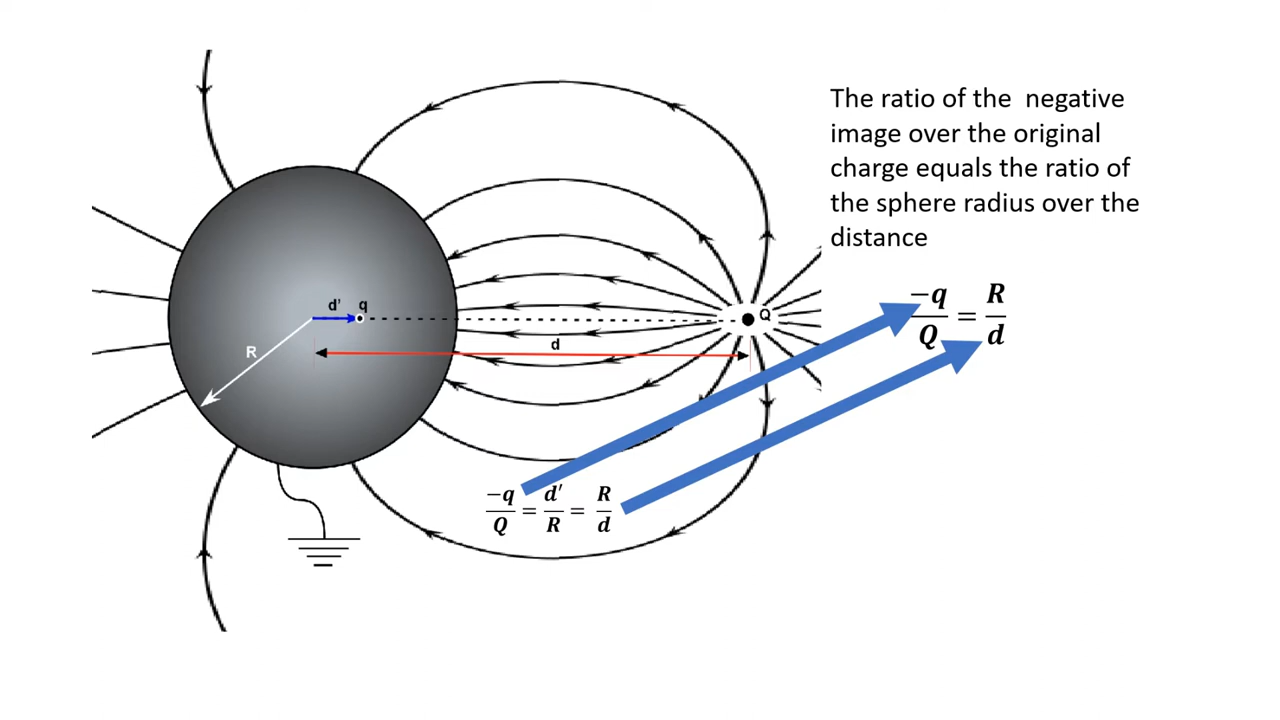 The ratio of the negative
image over the original
charge equals the ratio of
the sphere radius over the
distance
−q/Q = R/d
d' q
Q
R
d
−q/Q = d'/R = R/d